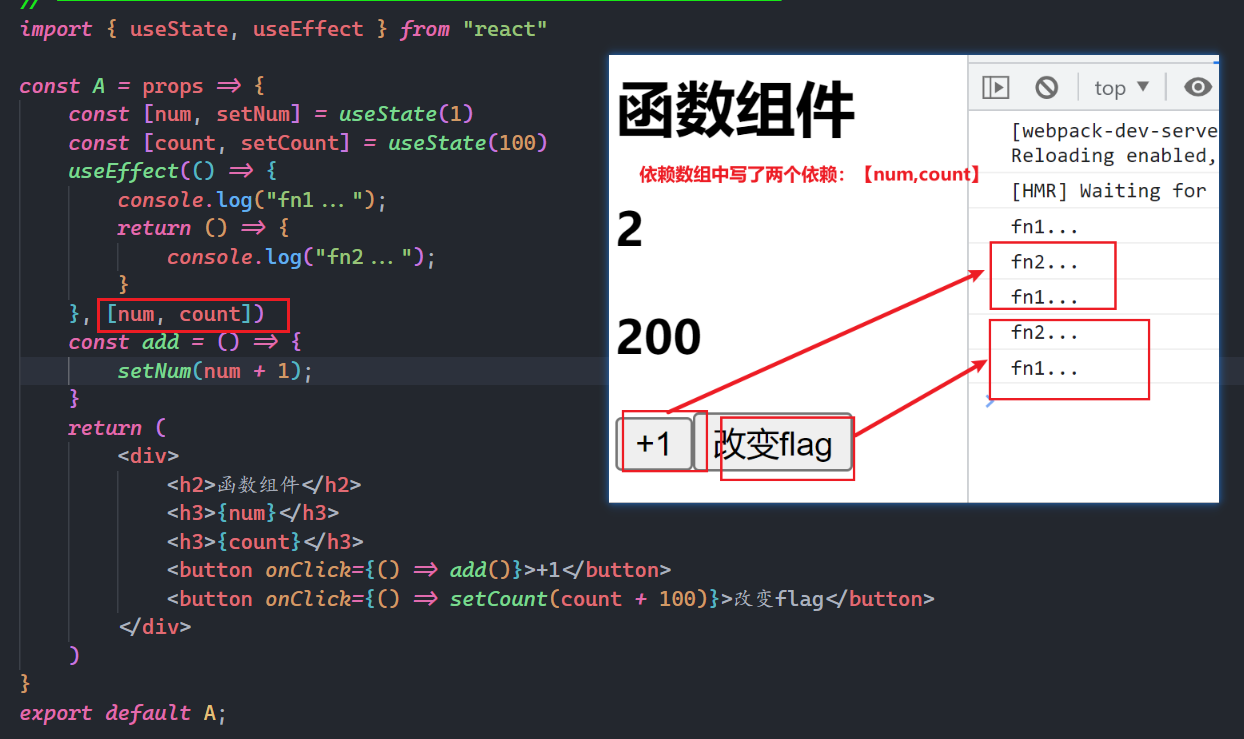 //
import { useState, useEffect } from "react"
const A = props => {
const [num, setNum] = useState(1)
const [count, setCount] = useState(100)
useEffect(() => {
console.log("fn1...");
return () => {
console.log("fn2...");
}
}, [num, count])
const add = () => {
setNum(num + 1);
}
return (
<div>
<h2>函数组件</h2>
<h3>{num}</h3>
<h3>{count}</h3>
<button onClick={() => add()}>+1</button>
<button onClick={() => setCount(count + 100)}>改变flag</button>
</div>
)
}
export default A;
函数组件
依赖数组中写了两个依赖：【num,count】
2
200
+1 改变flag
top
[webpack-dev-serve
Reloading enabled,
[HMR] Waiting for
fn1...
fn2...
fn1...
fn2...
fn1...